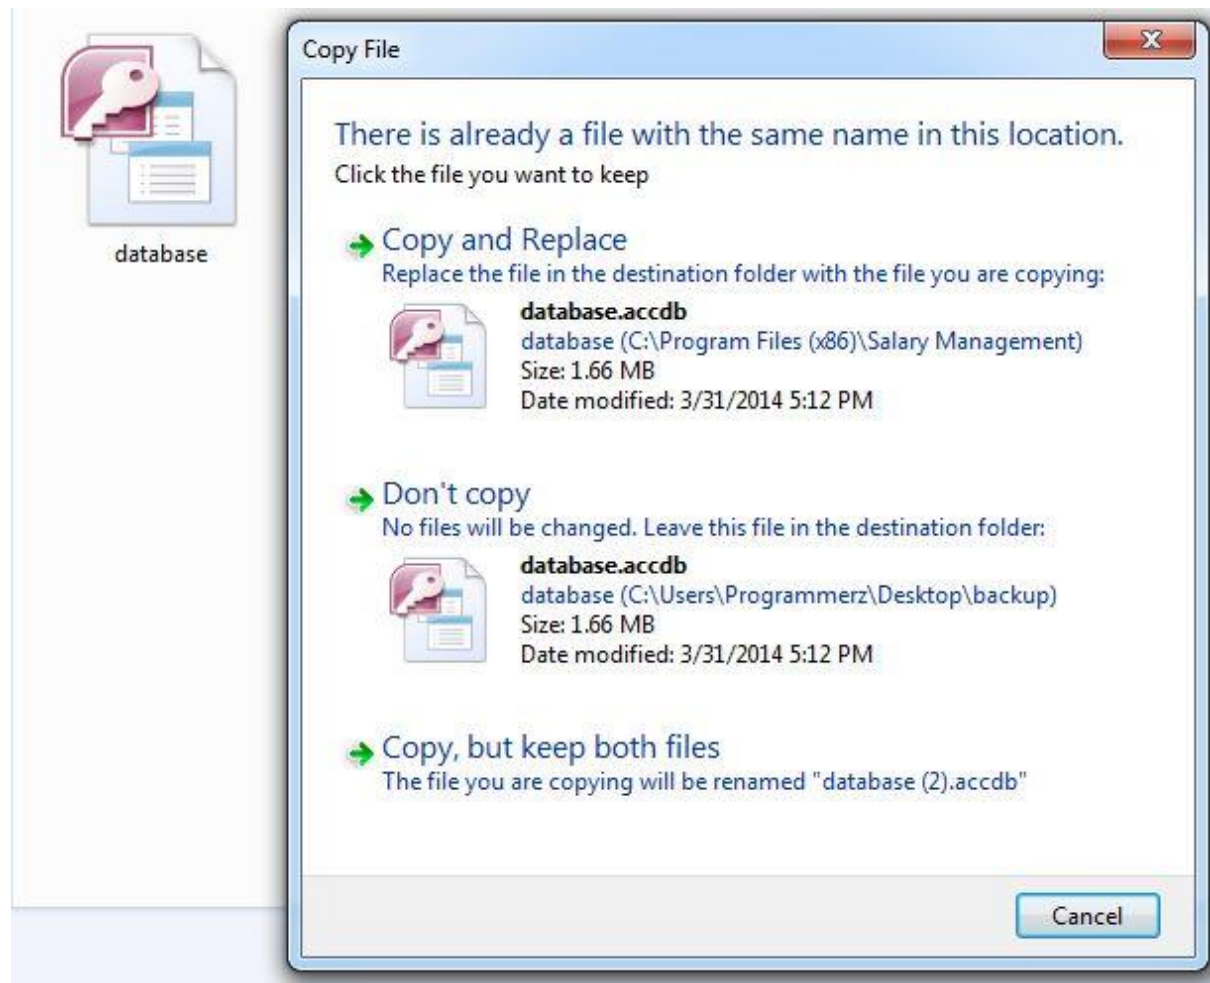 database
Copy File
There is already a file with the same name in this location.
Click the file you want to keep
Copy and Replace
Replace the file in the destination folder with the file you are copying:
database.accdb
database (C:\Program Files (x86)\Salary Management)
Size: 1.66 MB
Date modified: 3/31/2014 5:12 PM
Don't copy
No files will be changed. Leave this file in the destination folder:
database.accdb
database (C:\Users\Programmerz\Desktop\backup)
Size: 1.66 MB
Date modified: 3/31/2014 5:12 PM
Copy, but keep both files
The file you are copying will be renamed "database (2).accdb"
Cancel